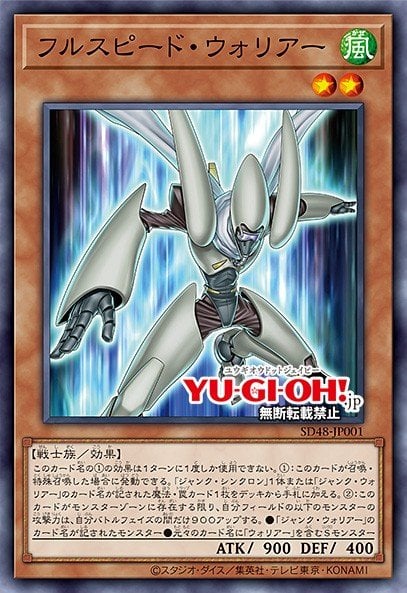 フルスピード・ウォリアー
風
ユウギオウドットジェイピー
YU-GI-OH!.jp
無断転載禁止
SD48-JP001
【戦士族/効果】
このカード名の①の効果は1ターンに1度しか使用できない。①:このカードが召喚・
特殊召喚した場合に発動できる。「ジャンク・シンクロン」1体または「ジャンク・ウォ
リアー」のカード名が記された魔法・罠カード1枚をデッキから手札に加える。②:この
カードがモンスターゾーンに存在する限り、自分フィールドの以下のモンスターの
攻撃力は、自分バトルフェイズの間だけ900アップする。●「ジャンク・ウォリアー」の
カード名が記されたモンスター●元々のカード名に「ウォリアー」を含むSモンスター
ATK/ 900 DEF/ 400
©スタジオ・ダイス/集英社・テレビ東京・KONAMI